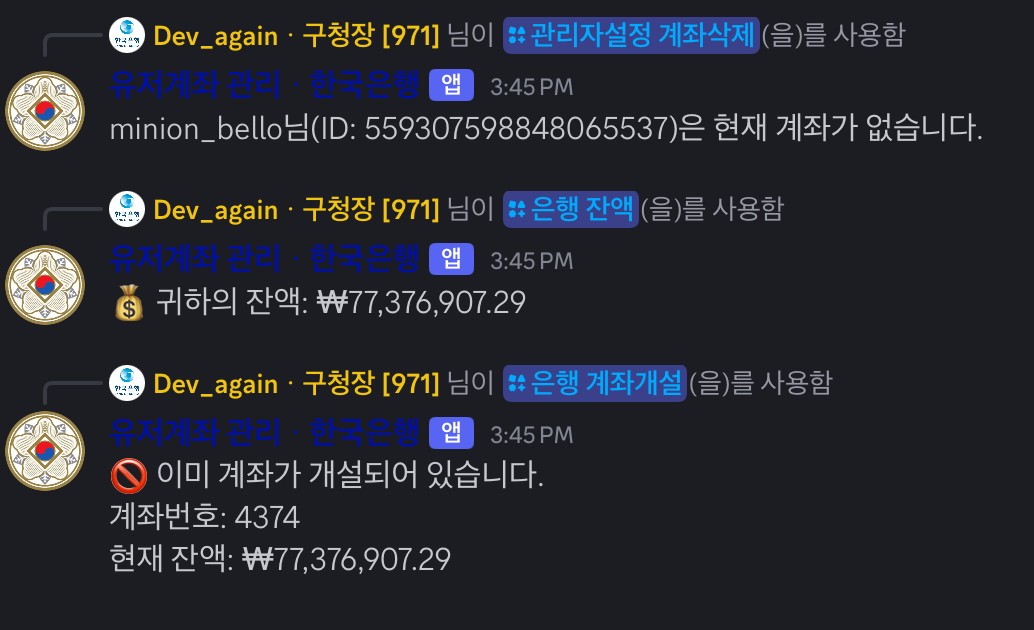 Dev_again · 구청장 [971] 님이 관리자설정 계좌삭제 (을)를 사용함
유저계좌 관리 · 한국은행 앱 3:45 PM
minion_bello님(ID: 559307598848065537)은 현재 계좌가 없습니다.
Dev_again · 구청장 [971] 님이 은행 잔액 (을)를 사용함
유저계좌 관리 · 한국은행 앱 3:45 PM
💰 귀하의 잔액: ₩77,376,907.29
Dev_again · 구청장 [971] 님이 은행 계좌개설 (을)를 사용함
유저계좌 관리 · 한국은행 앱 3:45 PM
🚫 이미 계좌가 개설되어 있습니다.
계좌번호: 4374
현재 잔액: ₩77,376,907.29